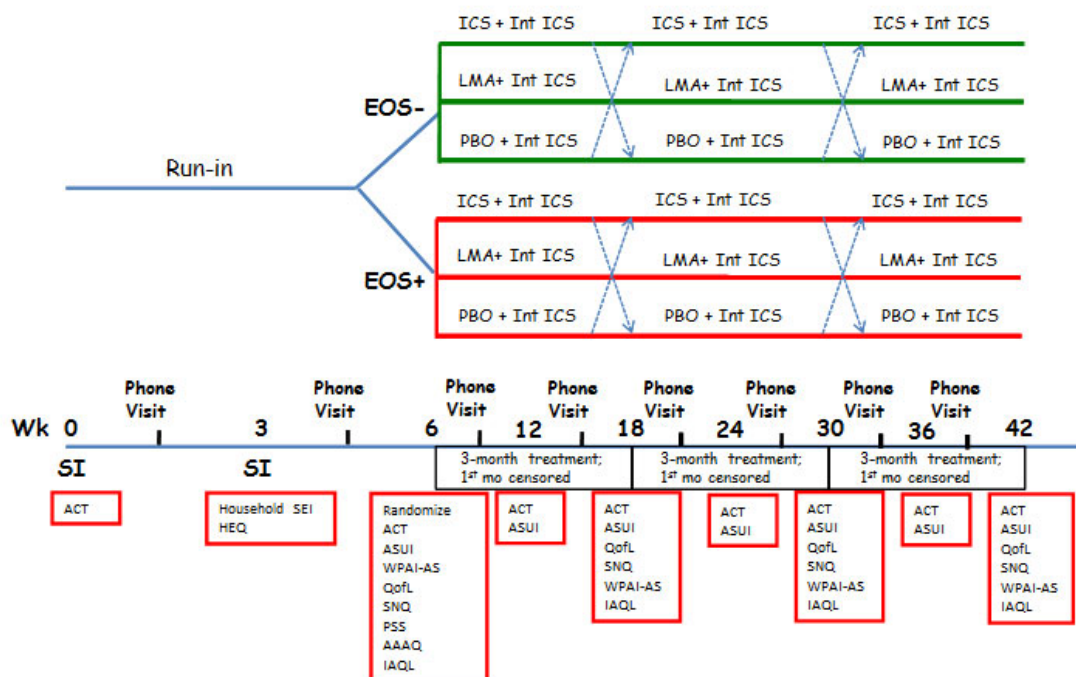 ICS + Int ICS ICS + Int ICS ICS + Int ICS
LMA+ Int ICS LMA+ Int ICS LMA+ Int ICS
EOS-
PBO + Int ICS PBO + Int ICS PBO + Int ICS
Run-in
ICS + Int ICS ICS + Int ICS ICS + Int ICS
LMA+ Int ICS LMA+ Int ICS LMA+ Int ICS
EOS+
PBO + Int ICS PBO + Int ICS PBO + Int ICS
Phone Phone Phone Phone Phone Phone Phone Phone
Visit Visit Visit Visit Visit Visit Visit Visit
Wk 0 3 6 12 18 24 30 36 42
SI SI
3-month treatment; 3-month treatment; 3-month treatment;
1st mo censored 1st mo censored 1st mo censored
ACT
Household SEI
HEQ
Randomize
ACT
ASUI
WPAI-AS
QofL
SNQ
PSS
AAAQ
IAQL
ACT
ASUI
ACT
ASUI
QofL
SNQ
WPAI-AS
IAQL
ACT
ASUI
ACT
ASUI
QofL
SNQ
WPAI-AS
IAQL
ACT
ASUI
ACT
ASUI
QofL
SNQ
WPAI-AS
IAQL